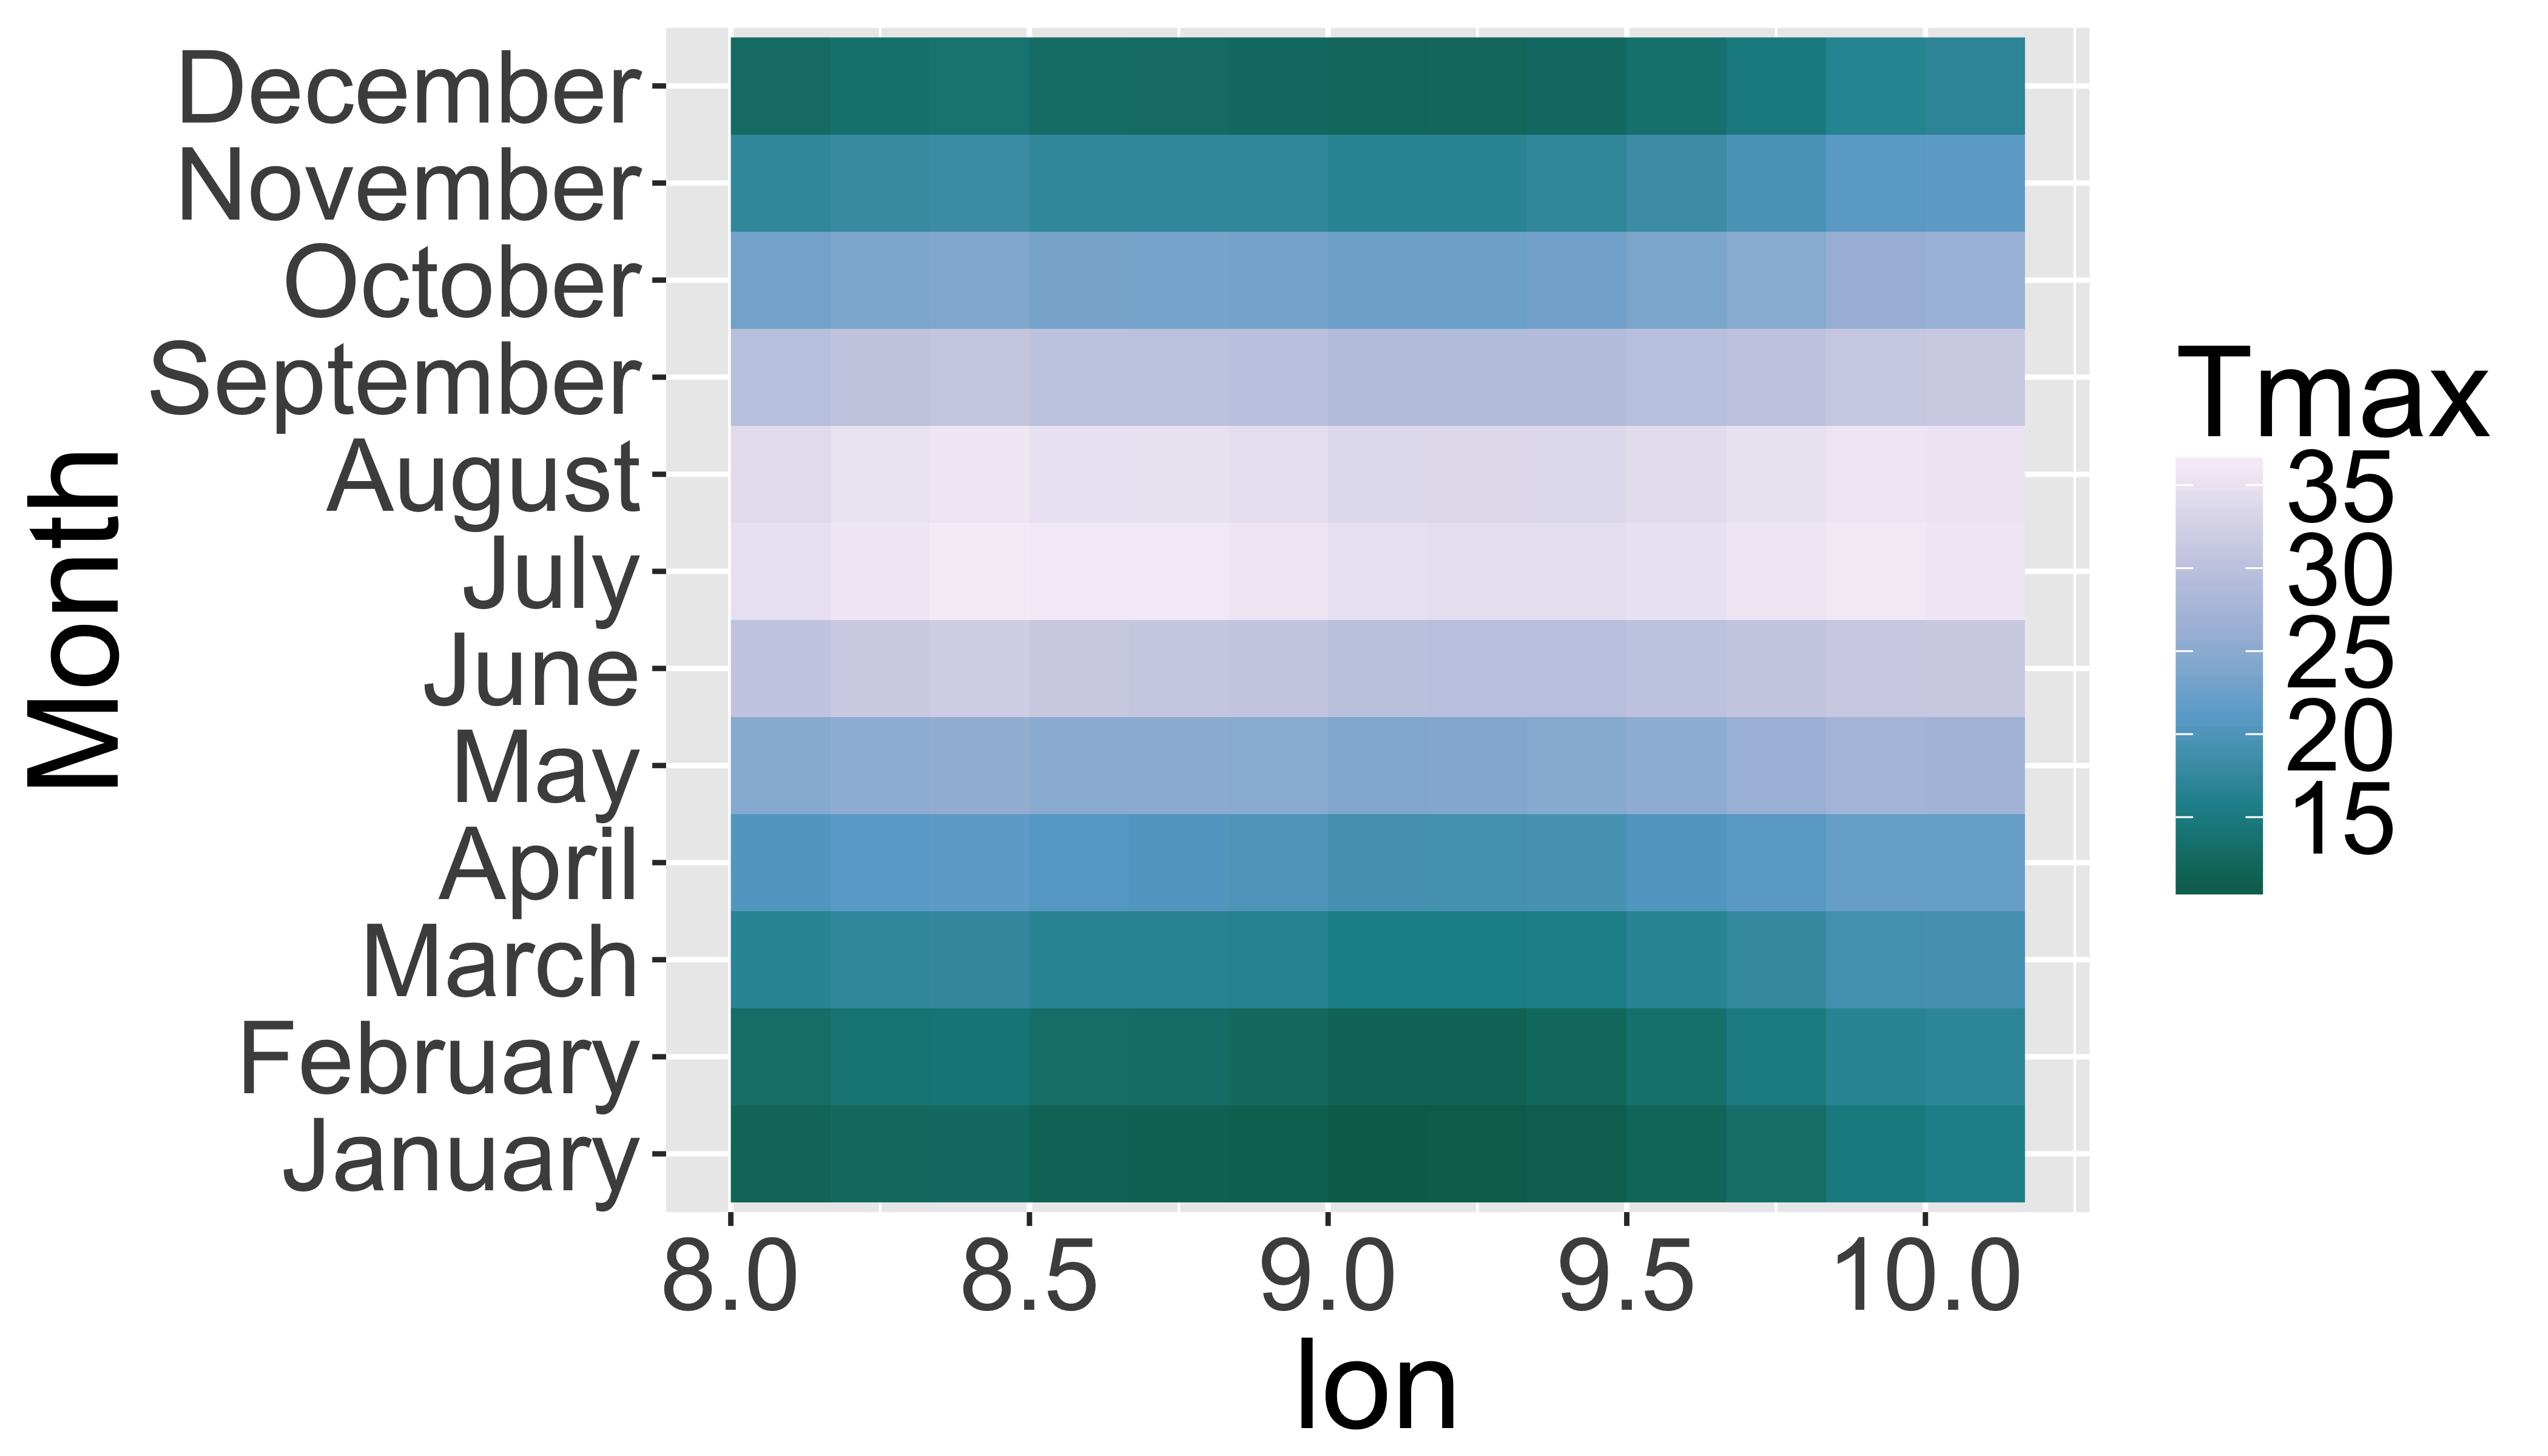 Month
December
November
October
September
August
July
June
May
April
March
February
January
8.0 8.5 9.0 9.5 10.0
lon
Tmax
35
30
25
20
15